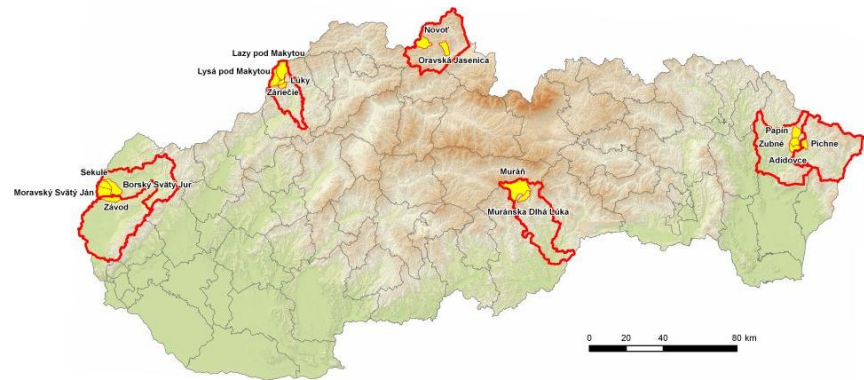 Novoť
Oravská Jasenica
Lazy pod Makytou
Lysá pod Makytou
Lúky
Záriečie
Papín
Zubné
Pichne
Adidovce
Sekule
Borský Svätý Jur
Moravský Svätý Ján
Závod
Muráň
Muránska Dlhá Lúka
0 20 40 80 km